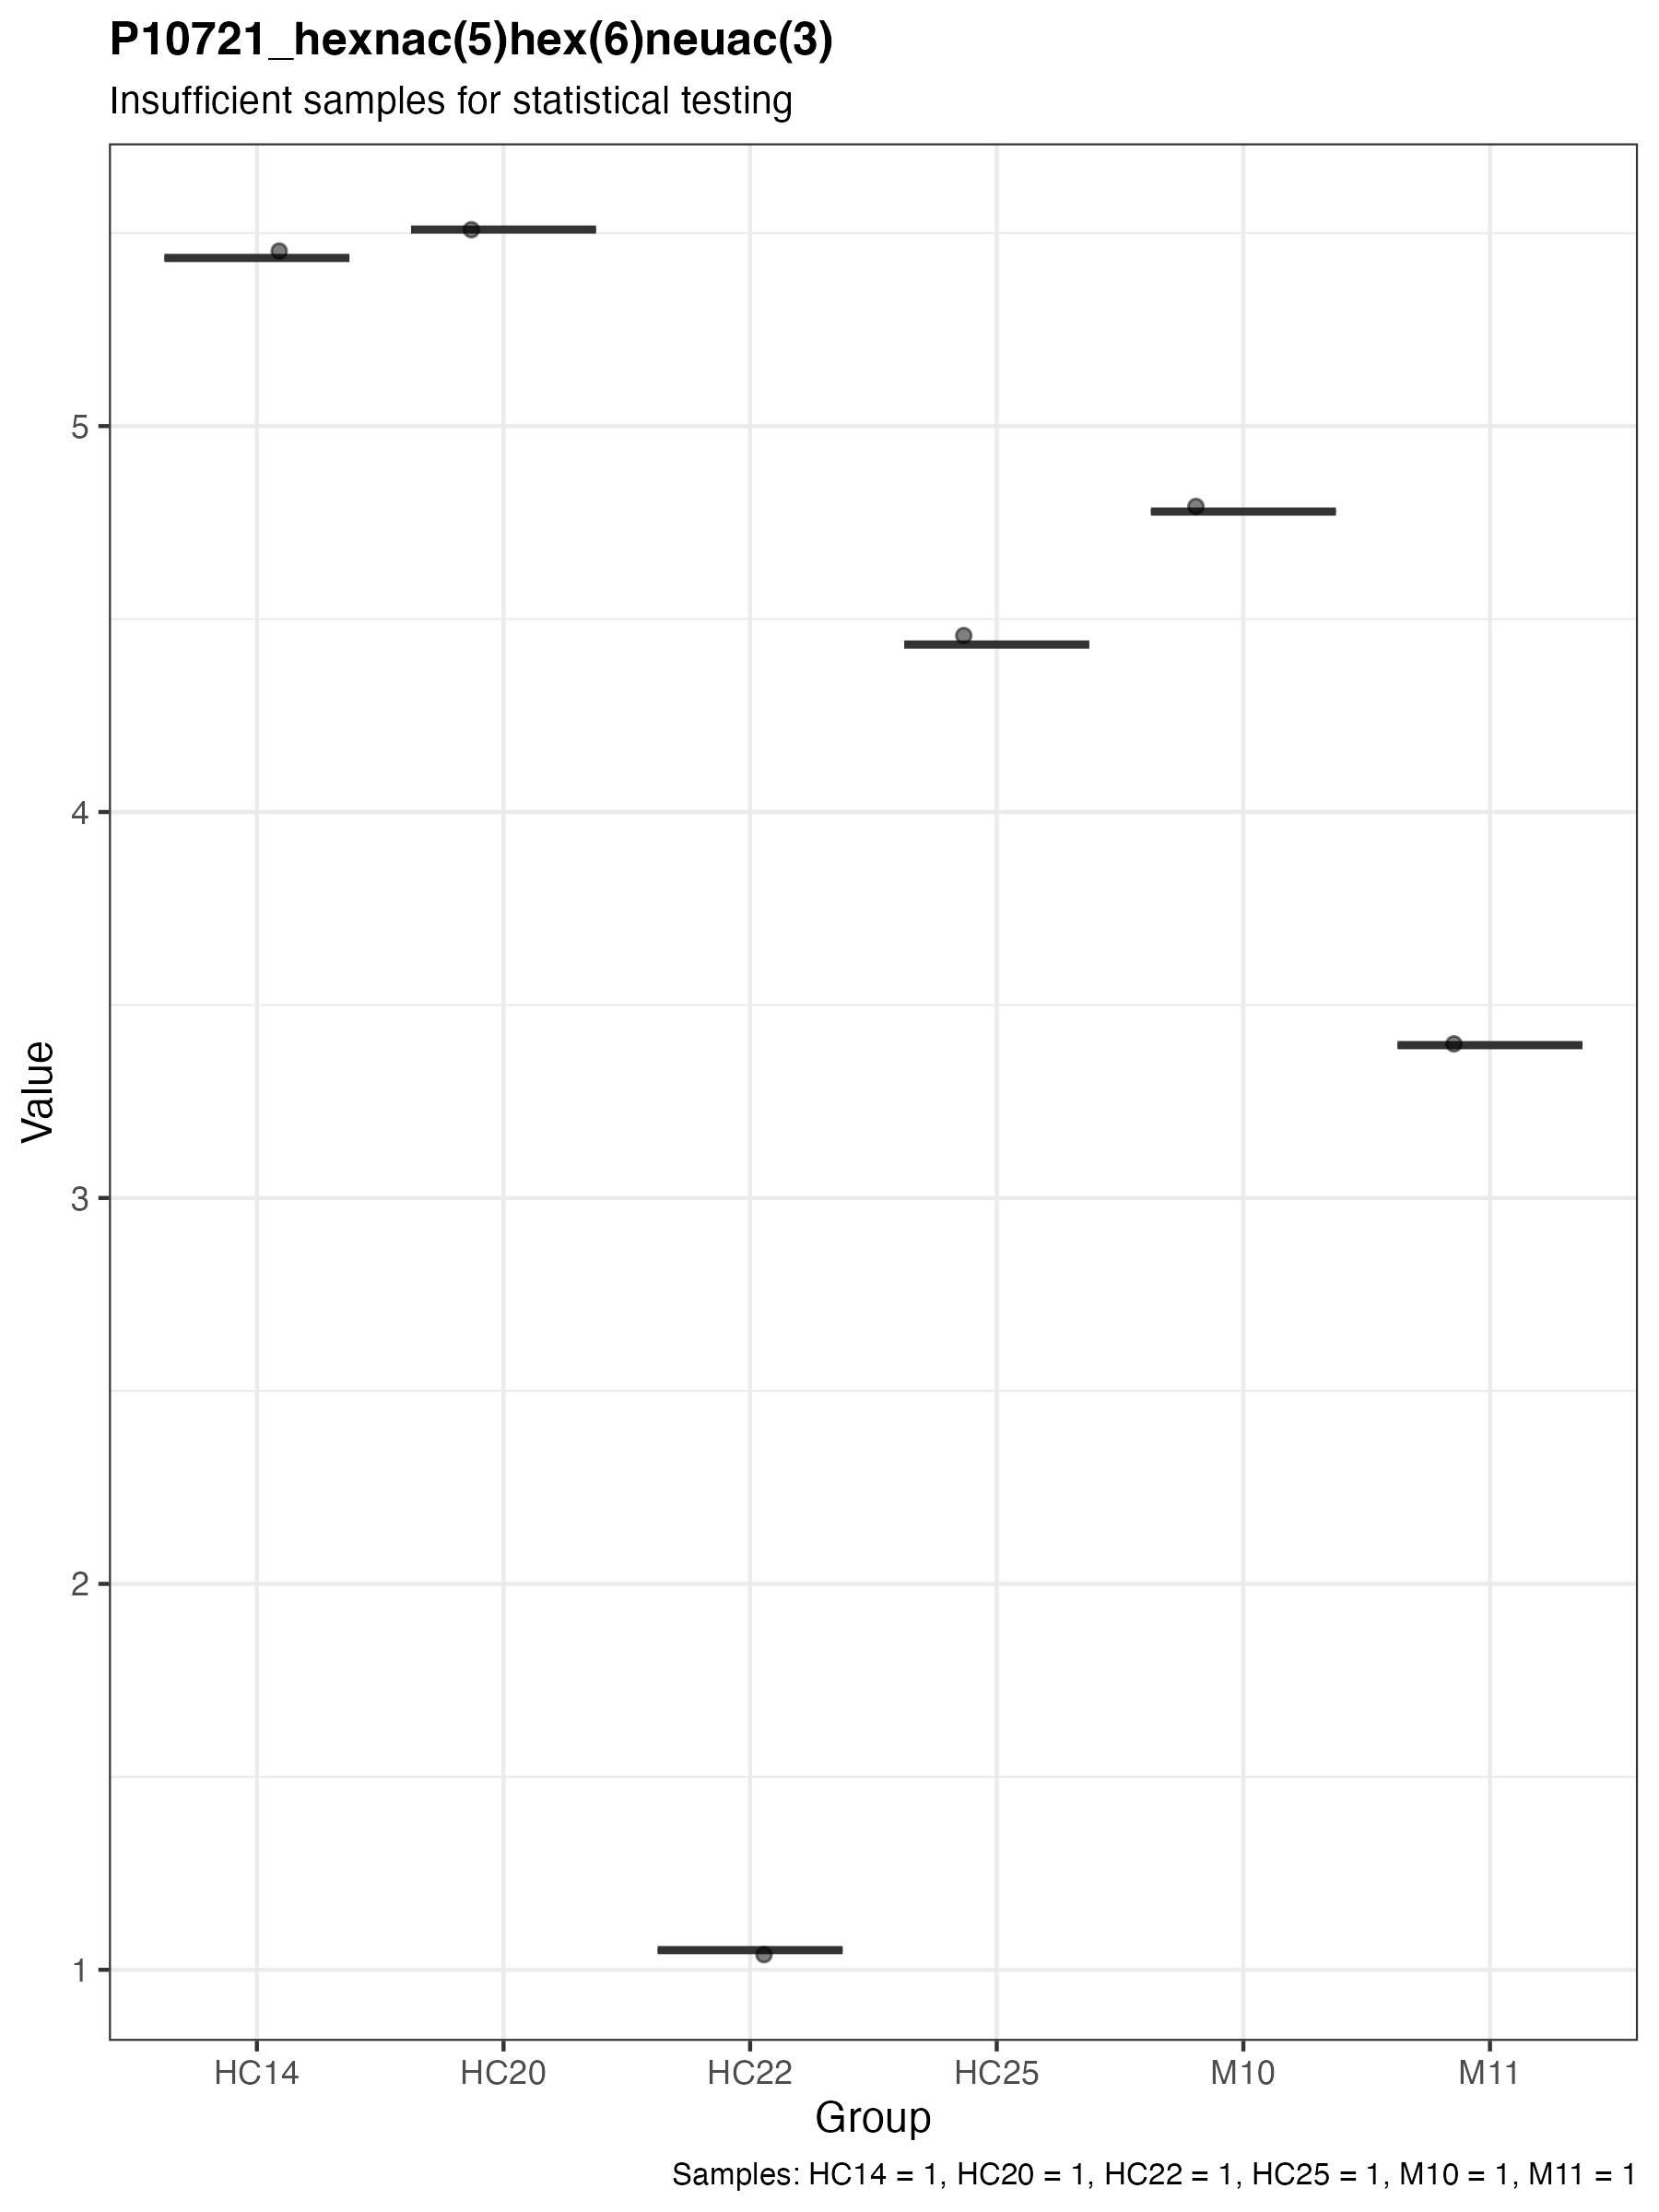 P10721_hexnac(5)hex(6)neuac(3)
Insufficient samples for statistical testing
5
4
3
2
1
Value
HC14 HC20 HC22 HC25 M10 M11
Group
Samples: HC14 = 1, HC20 = 1, HC22 = 1, HC25 = 1, M10 = 1, M11 = 1